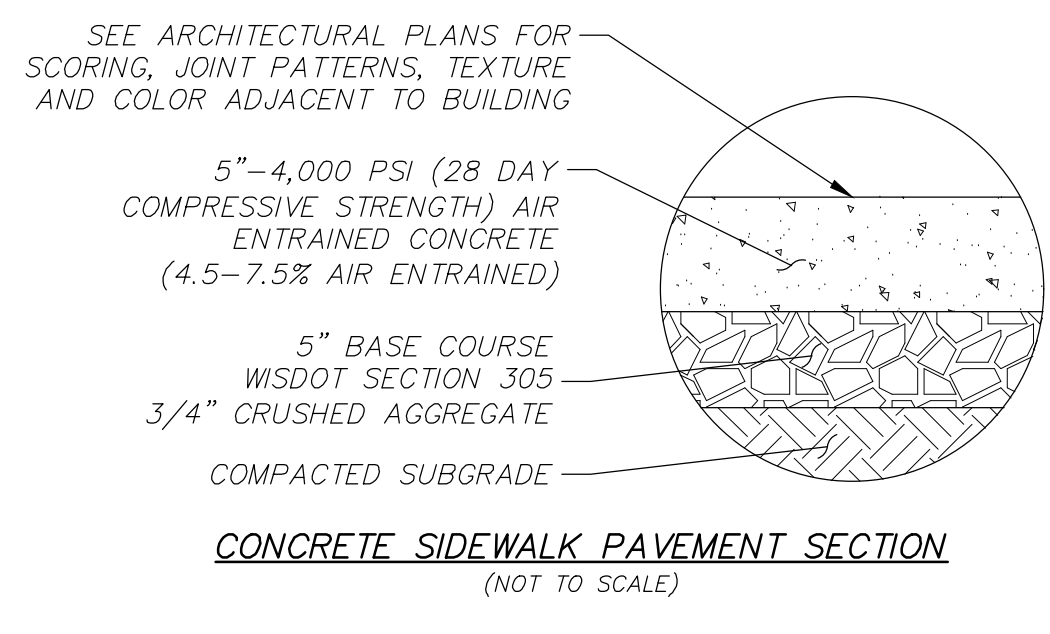 SEE ARCHITECTURAL PLANS FOR
SCORING, JOINT PATTERNS, TEXTURE
AND COLOR ADJACENT TO BUILDING
5”–4,000 PSI (28 DAY
COMPRESSIVE STRENGTH) AIR
ENTRAINED CONCRETE
(4.5–7.5% AIR ENTRAINED)
5” BASE COURSE
WISDOT SECTION 305
3/4” CRUSHED AGGREGATE
COMPACTED SUBGRADE
CONCRETE SIDEWALK PAVEMENT SECTION
(NOT TO SCALE)